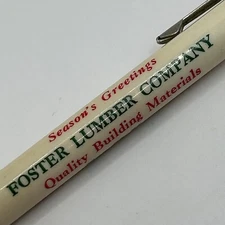 Season's Greetings
FOSTER LUMBER COMPANY
Quality Building Materials